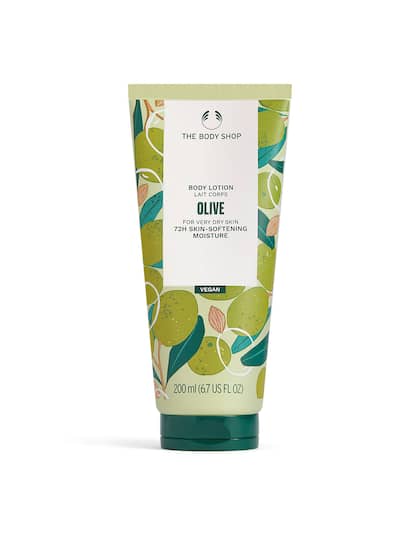 THE BODY SHOP
BODY LOTION
LAIT CORPS
OLIVE
FOR VERY DRY SKIN
72H SKIN-SOFTENING
MOISTURE
VEGAN
200 ml (6.7 US FL OZ)